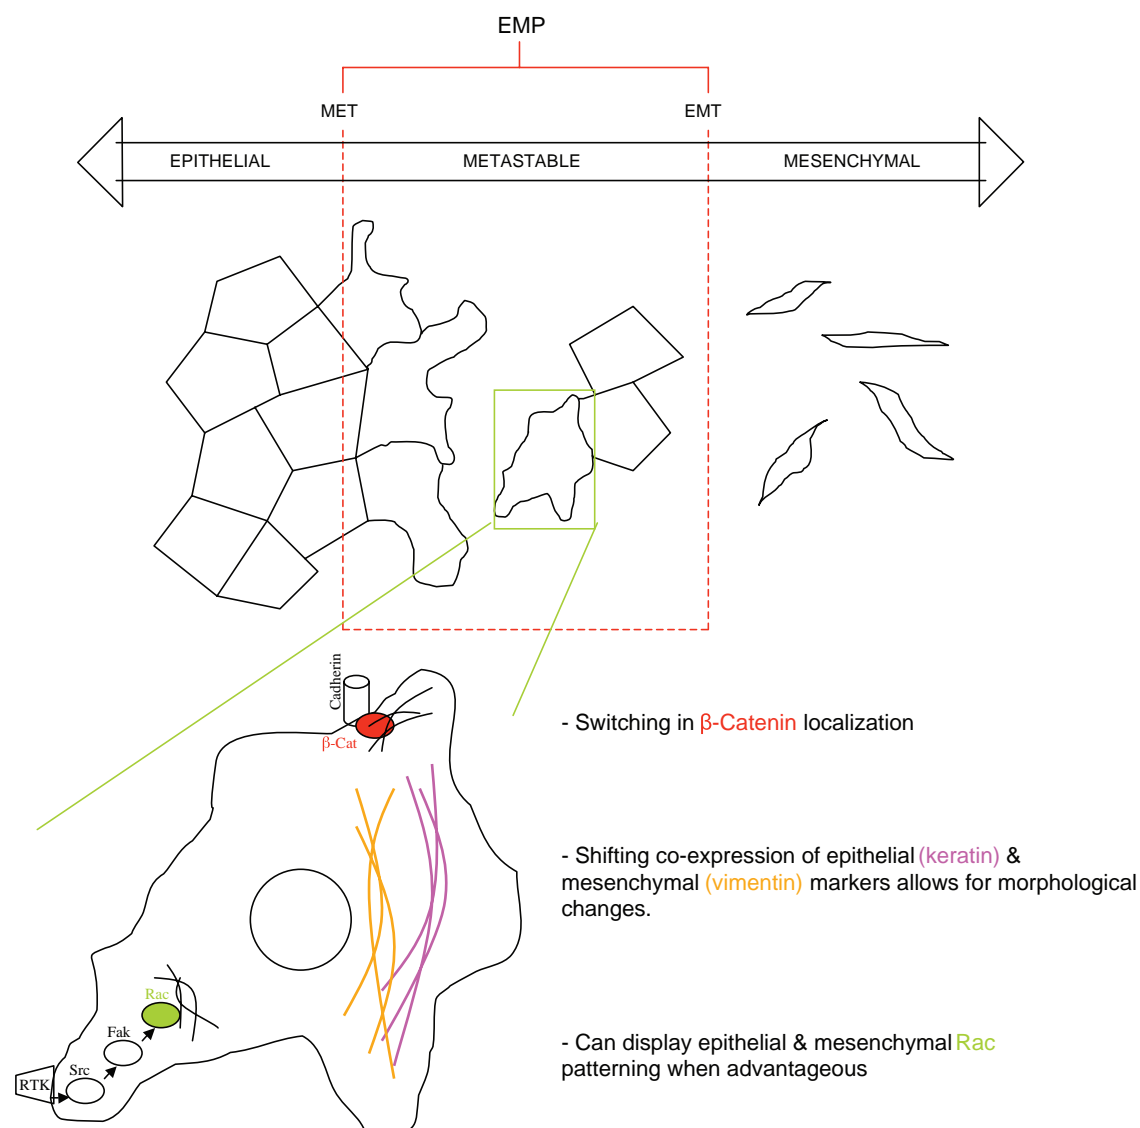 EMP
MET
EMT
EPITHELIAL
METASTABLE
MESENCHYMAL
Cadherin
β-Cat
- Switching in β-Catenin localization
- Shifting co-expression of epithelial (keratin) &
mesenchymal (vimentin) markers allows for morphological
changes.
Rac
Fak
Src
RTK
- Can display epithelial & mesenchymal Rac
patterning when advantageous